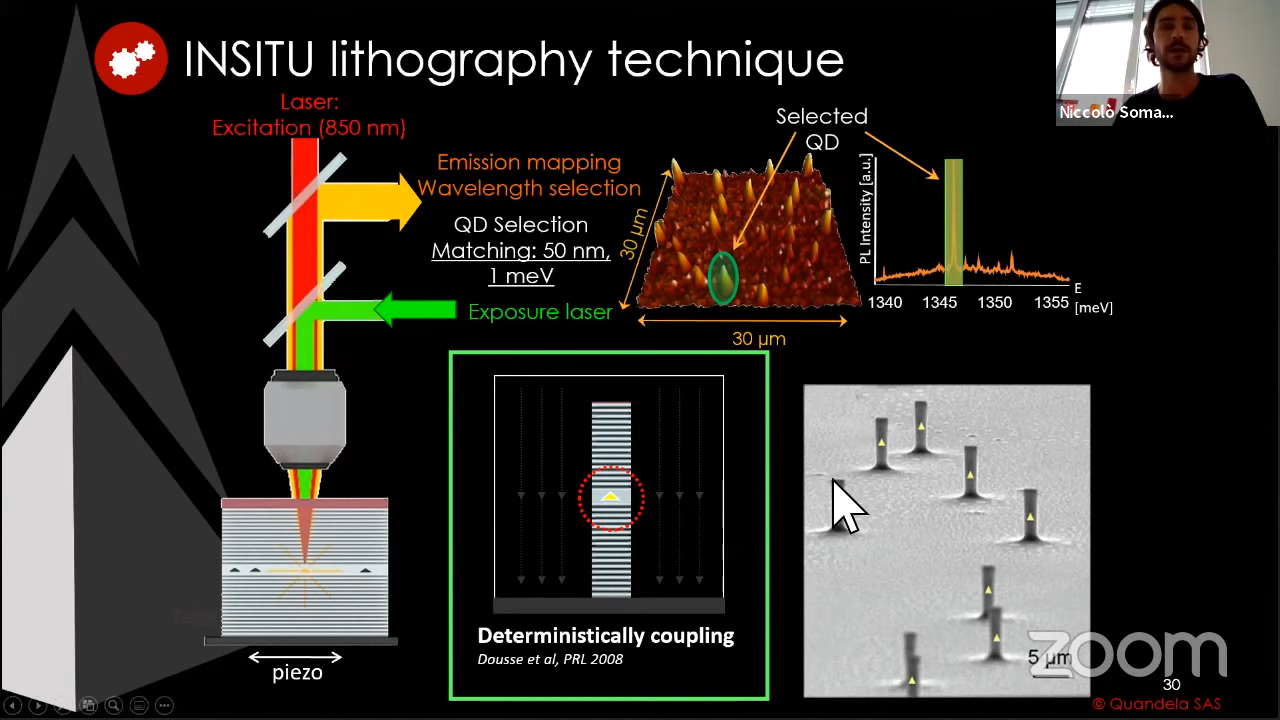 INSITU lithography technique
Niccolò Soma...
Laser:
Excitation (850 nm)
Emission mapping
Wavelength selection
QD Selection
Matching: 50 nm,
1 meV
Exposure laser
Selected
QD
30 µm
30 µm
PL Intensity [a.u.]
1340 1345 1350 1355
E
[meV]
piezo
Deterministically coupling
Dousse et al, PRL 2008
5 µm
zoom
30
© Quandela SAS